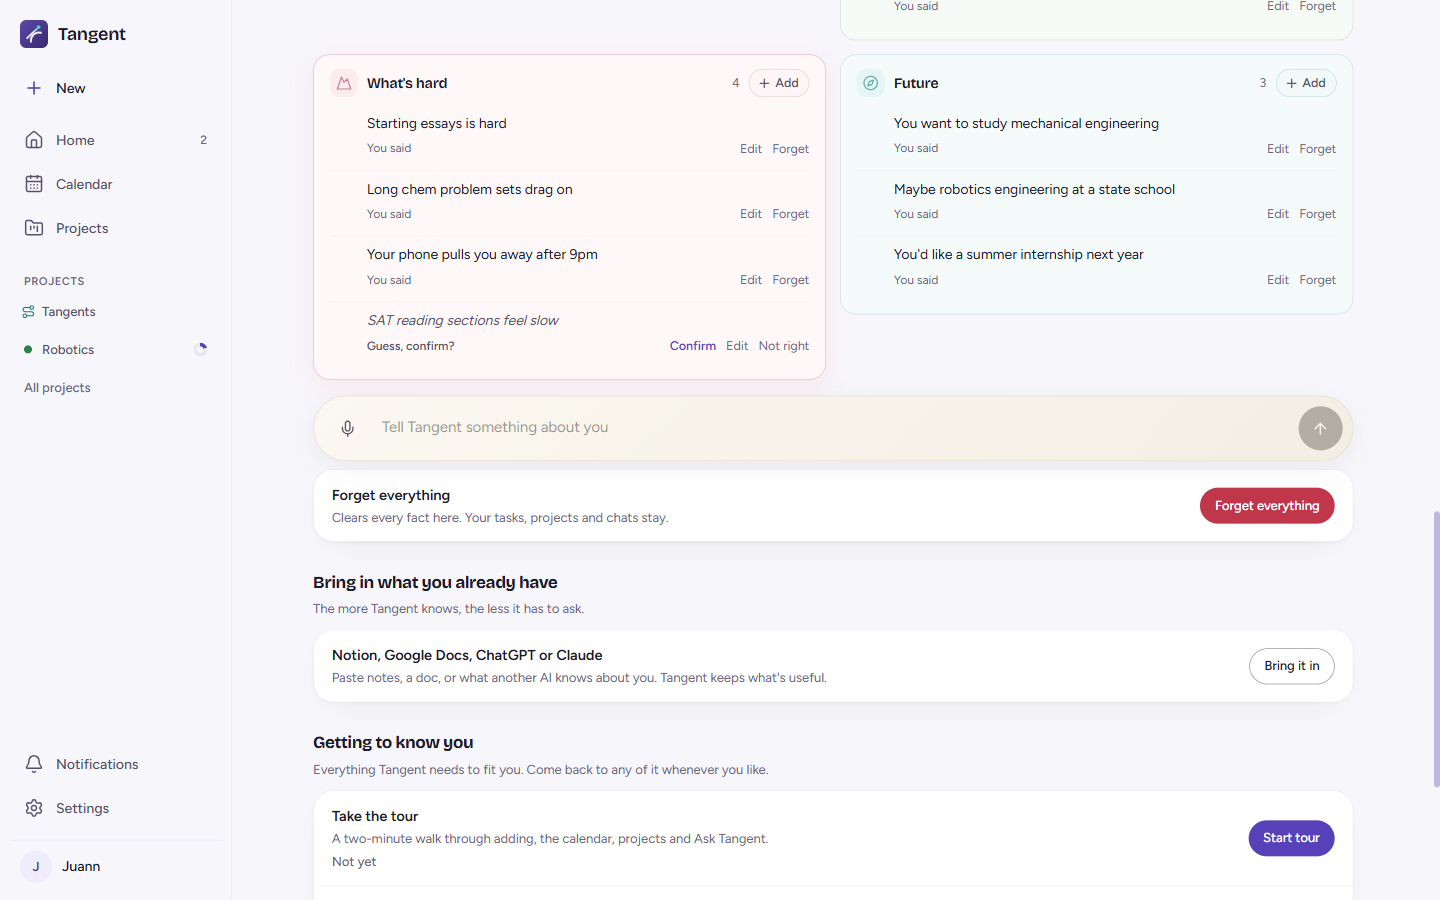 Tangent
New
Home 2
Calendar
Projects
PROJECTS
Tangents
Robotics
All projects
Notifications
Settings
J Juann
You said Edit Forget
What's hard 4 + Add
Starting essays is hard
You said Edit Forget
Long chem problem sets drag on
You said Edit Forget
Your phone pulls you away after 9pm
You said Edit Forget
SAT reading sections feel slow
Guess, confirm? Confirm Edit Not right
Future 3 + Add
You want to study mechanical engineering
You said Edit Forget
Maybe robotics engineering at a state school
You said Edit Forget
You'd like a summer internship next year
You said Edit Forget
Tell Tangent something about you
Forget everything
Clears every fact here. Your tasks, projects and chats stay.
Forget everything
Bring in what you already have
The more Tangent knows, the less it has to ask.
Notion, Google Docs, ChatGPT or Claude
Paste notes, a doc, or what another AI knows about you. Tangent keeps what's useful.
Bring it in
Getting to know you
Everything Tangent needs to fit you. Come back to any of it whenever you like.
Take the tour
A two-minute walk through adding, the calendar, projects and Ask Tangent.
Not yet
Start tour